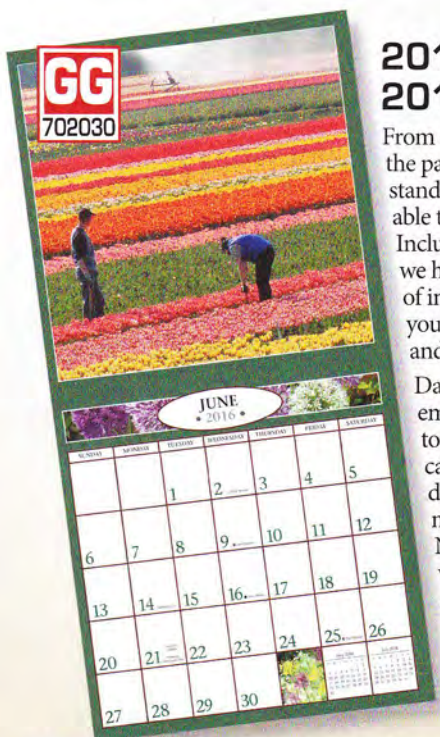 GG
702030
201
201
From
the pa
stand
able t
Inclu
we h
of in
you
and
Da
en
to
ca
d
n
N
JUNE
2016
SUNDAY MONDAY TUESDAY WEDNESDAY THURSDAY FRIDAY SATURDAY
1 2 3 4 5
6 7 8 9 10 11 12
13 14 15 16 17 18 19
20 21 22 23 24 25 26
27 28 29 30